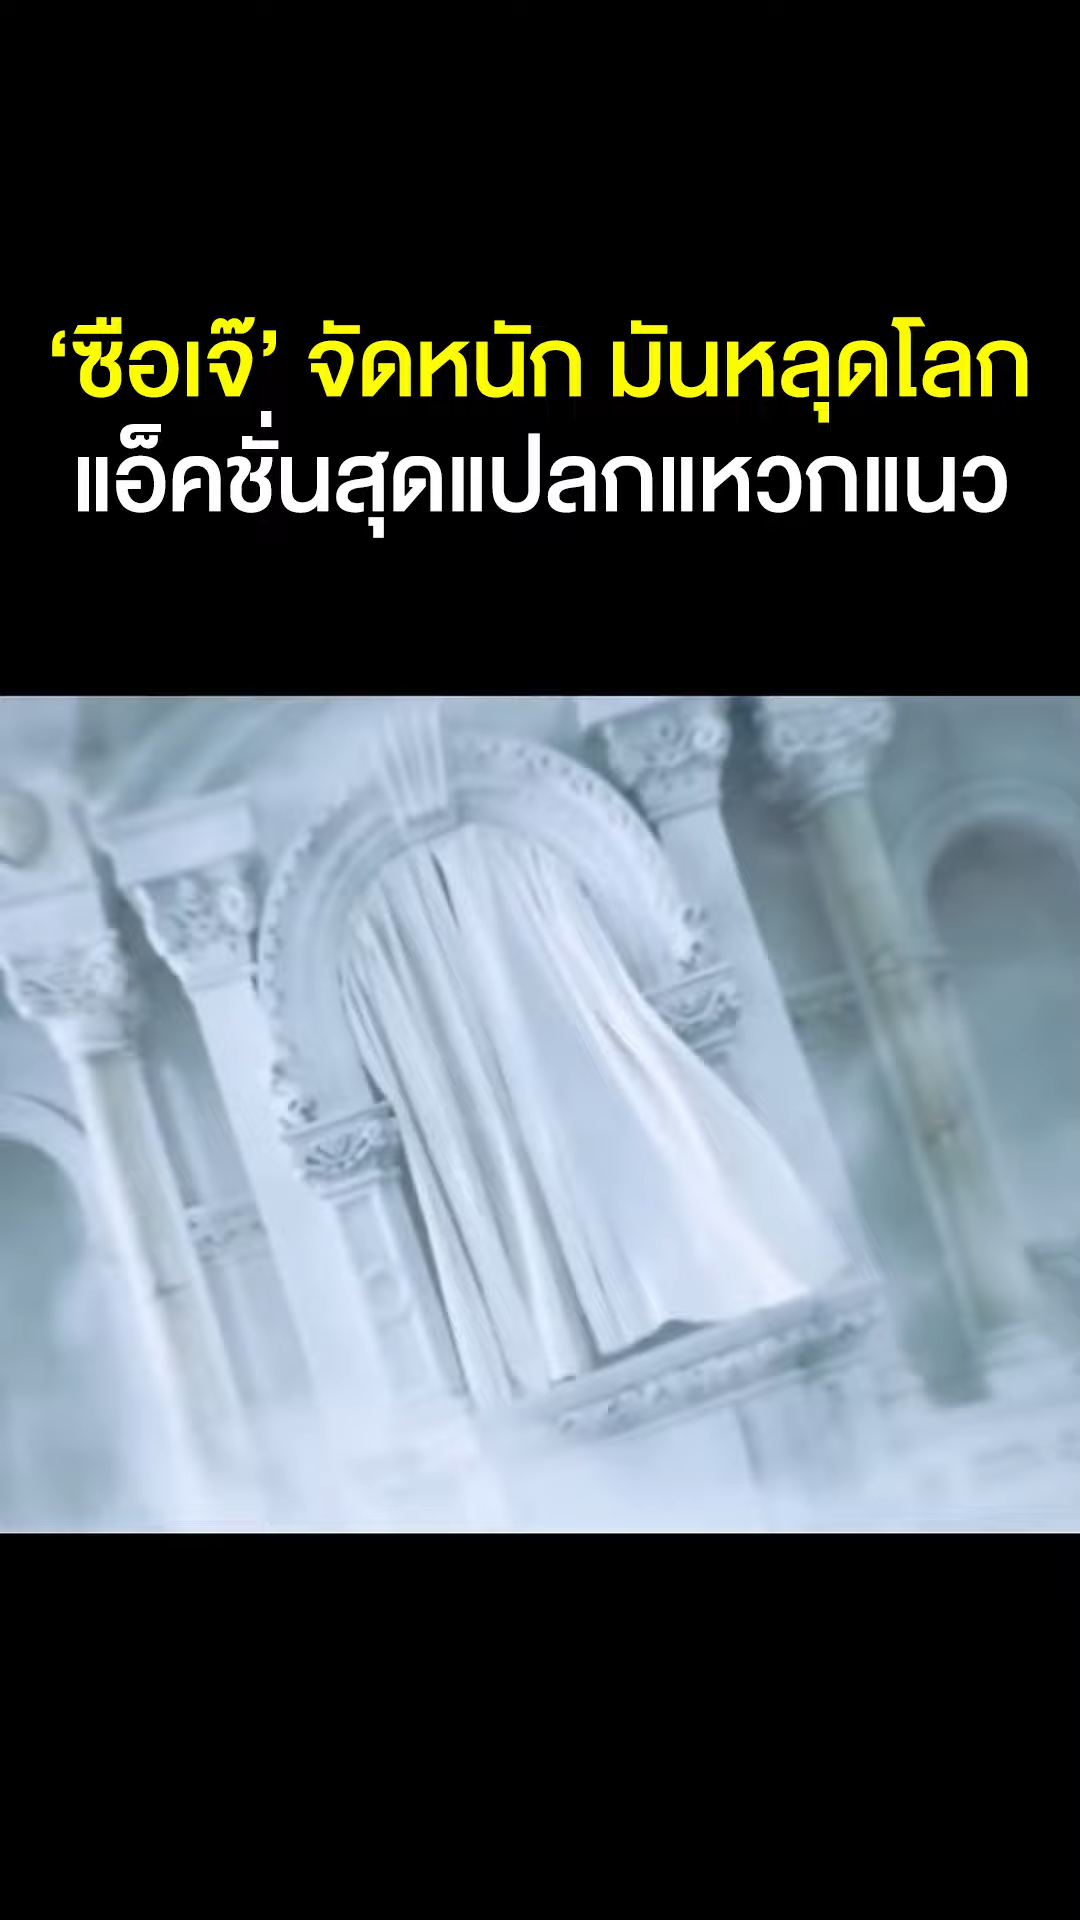 ‘ซือเจ๊’ จัดหนัก มันหลุดโลก
แอ็คชั่นสุดแปลกแหวกแนว